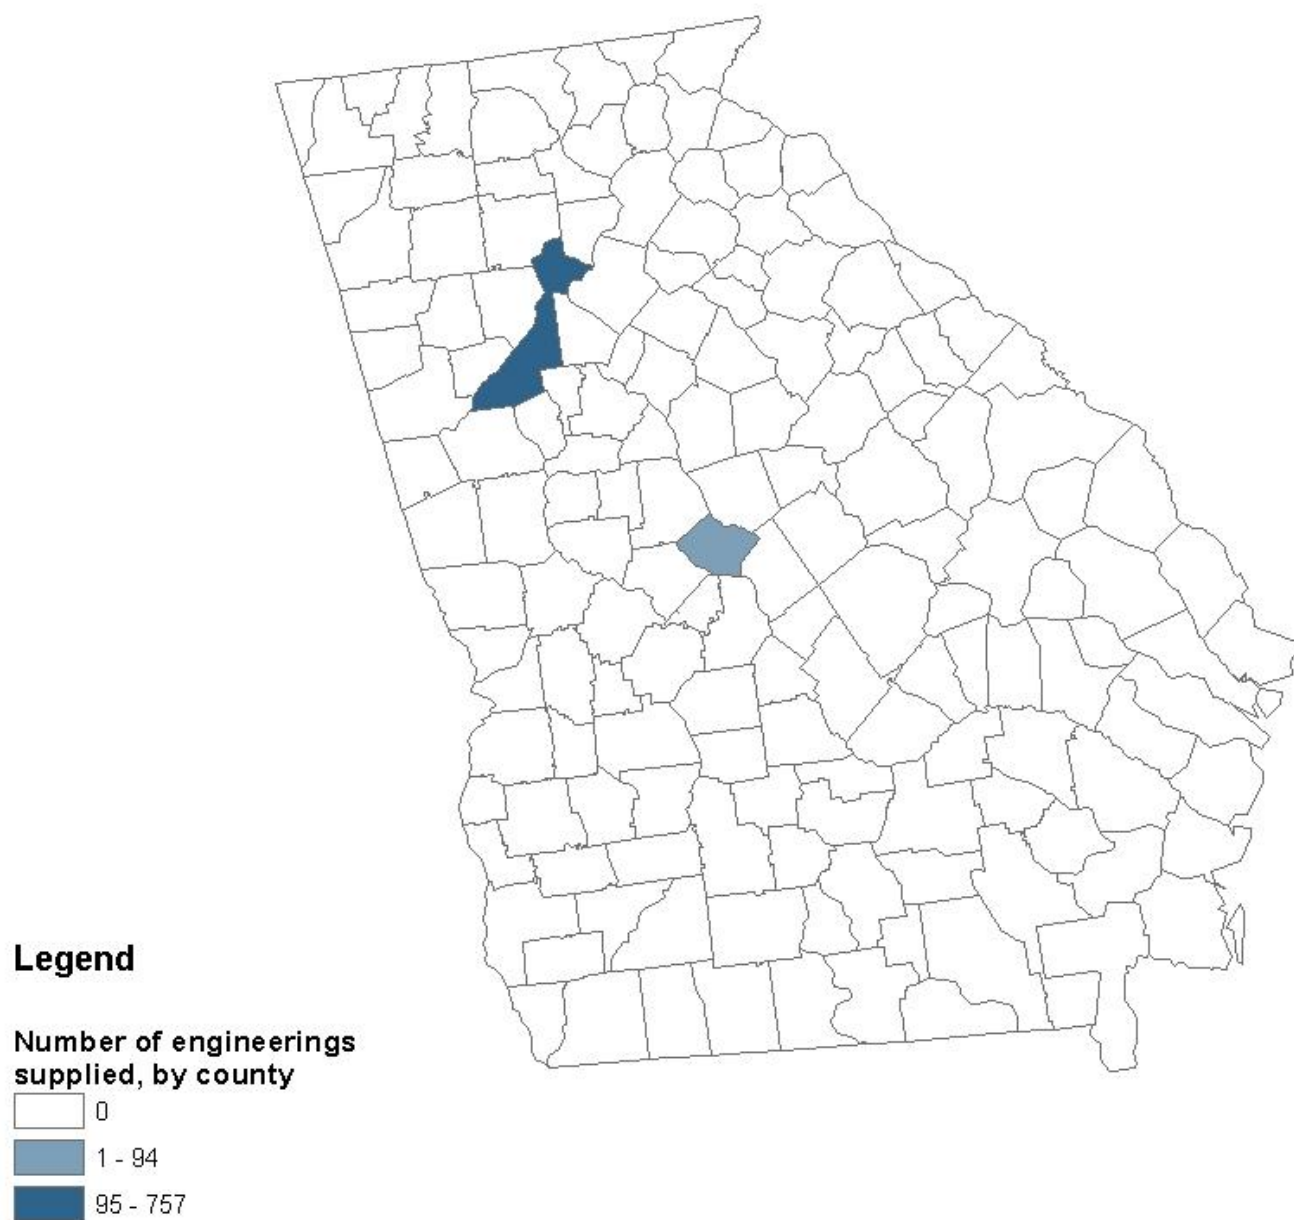 Legend
Number of engineerings
supplied, by county
0
1 - 94
95 - 757